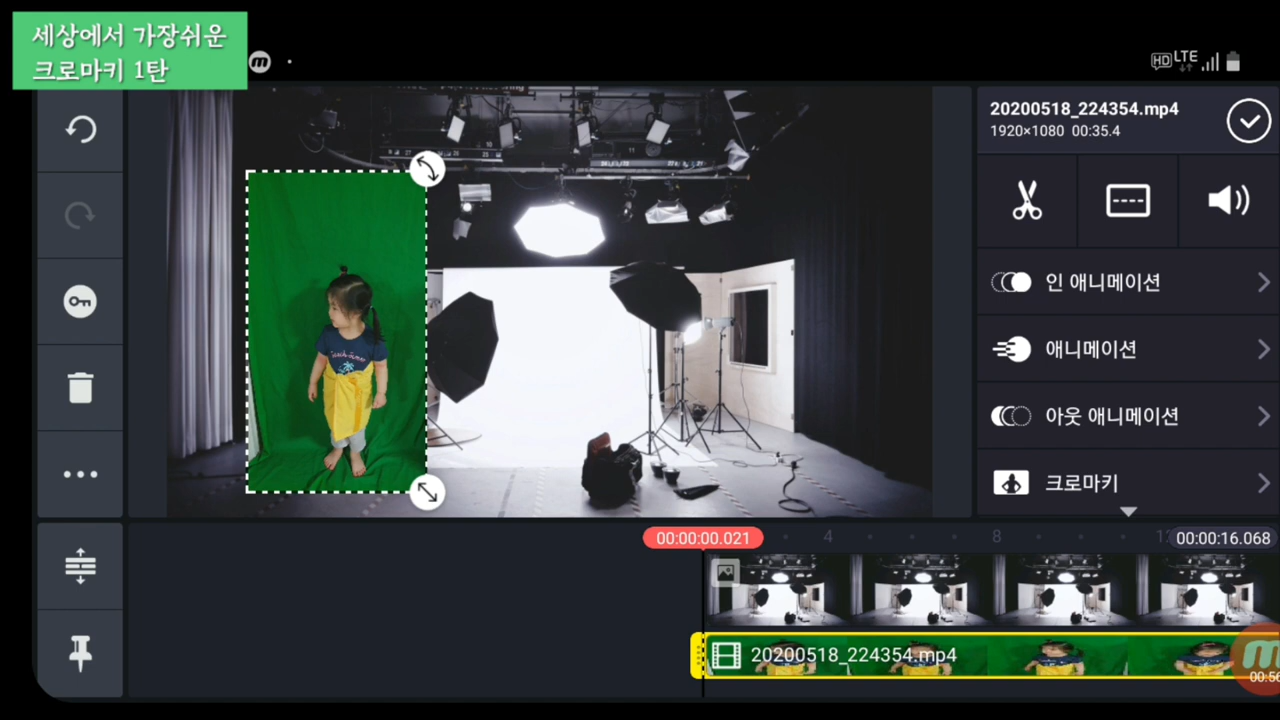 세상에서 가장쉬운
크로마키 1탄
HD LTE
20200518_224354.mp4
1920×1080 00:35.4
인 애니메이션
애니메이션
아웃 애니메이션
크로마키
00:00:00.021
4
8
00:00:16.068
20200518_224354.mp4